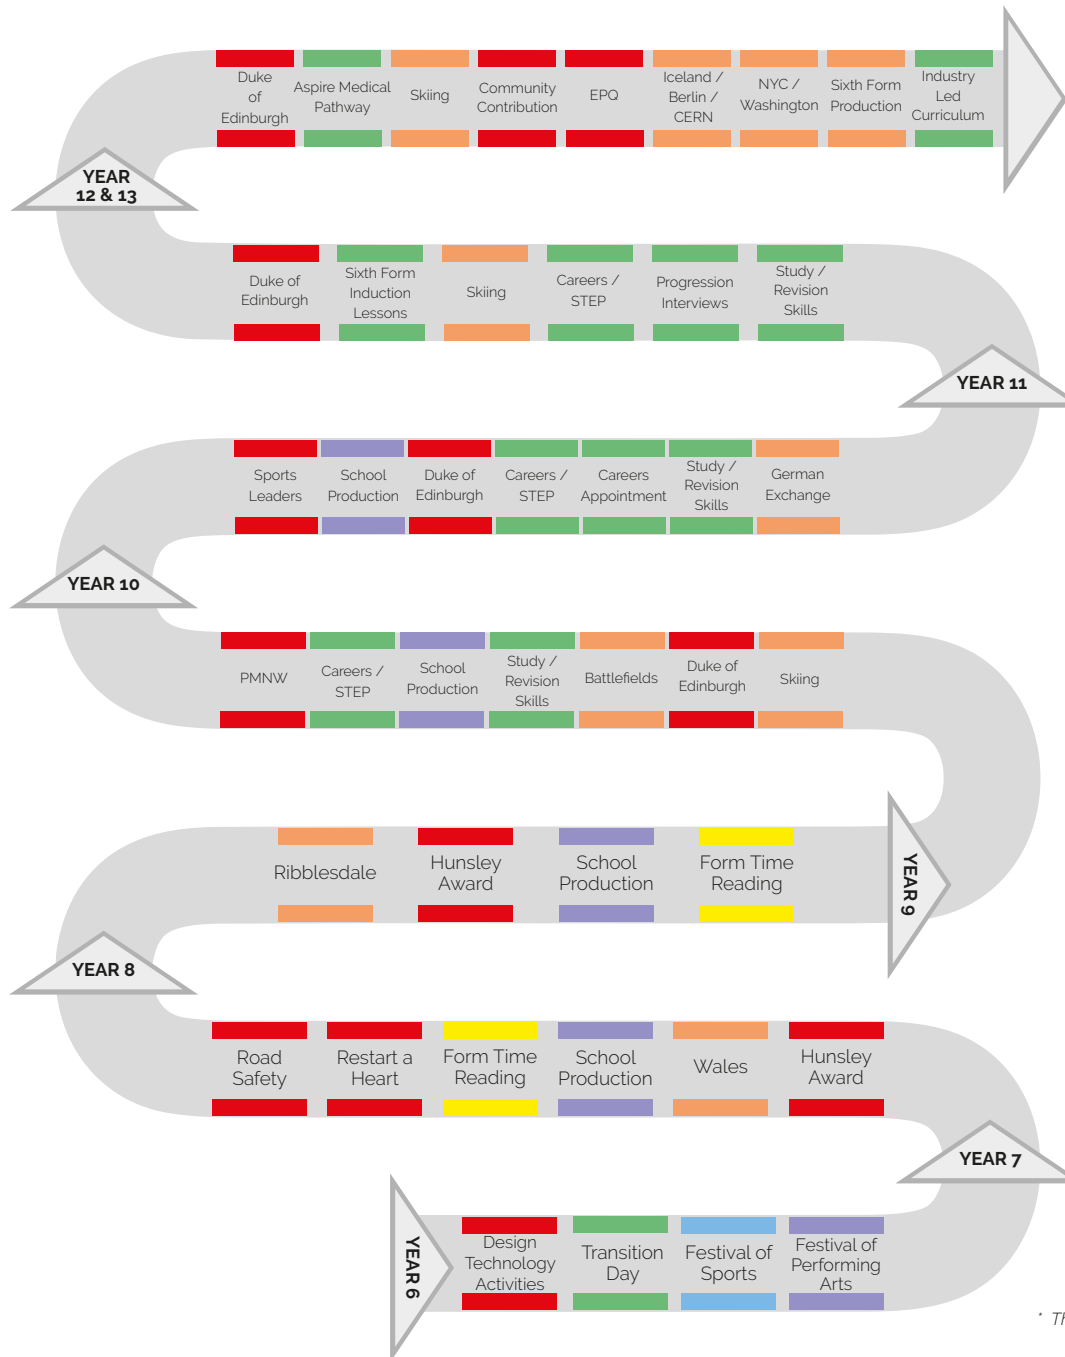 Duke
of
Edinburgh
Aspire Medical
Pathway
Skiing
Community
Contribution
EPQ
Iceland /
Berlin /
CERN
NYC /
Washington
Sixth Form
Production
Industry
Led
Curriculum
YEAR
12 & 13
Duke of
Edinburgh
Sixth Form
Induction
Lessons
Skiing
Careers /
STEP
Progression
Interviews
Study /
Revision
Skills
YEAR 11
Sports
Leaders
School
Production
Duke of
Edinburgh
Careers /
STEP
Careers
Appointment
Study /
Revision
Skills
German
Exchange
YEAR 10
PMNW
Careers /
STEP
School
Production
Study /
Revision
Skills
Battlefields
Duke of
Edinburgh
Skiing
Ribblesdale
Hunsley
Award
School
Production
Form Time
Reading
YEAR 9
YEAR 8
Road
Safety
Restart a
Heart
Form Time
Reading
School
Production
Wales
Hunsley
Award
YEAR 7
YEAR 6
Design
Technology
Activities
Transition
Day
Festival of
Sports
Festival of
Performing
Arts